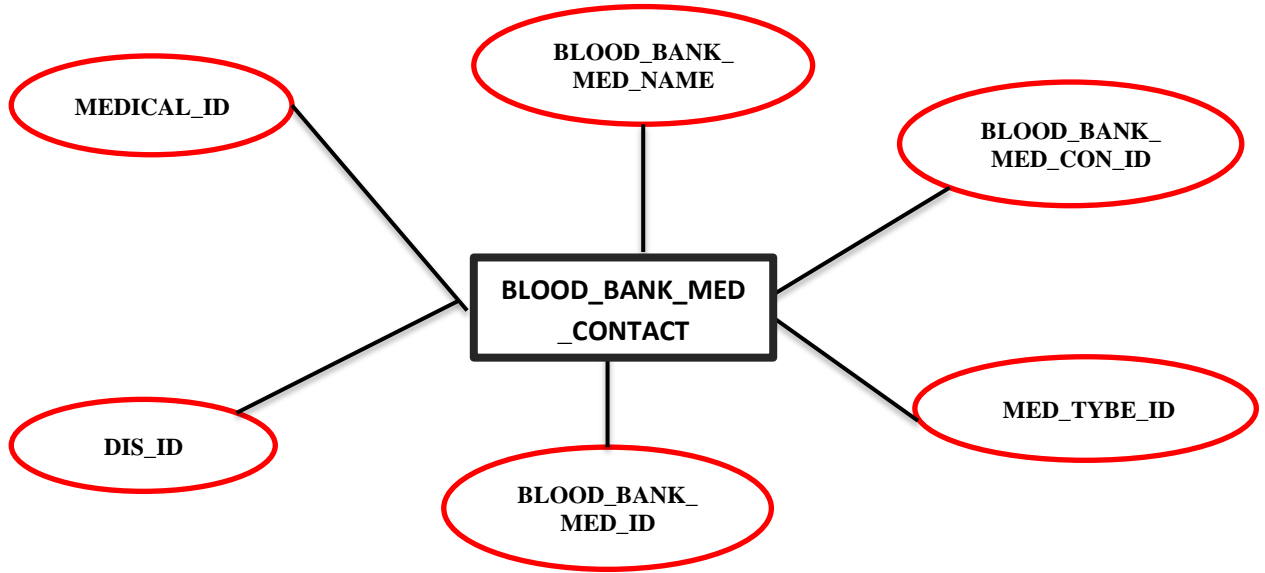 BLOOD_BANK_
MED_NAME
MEDICAL_ID
BLOOD_BANK_
MED_CON_ID
BLOOD_BANK_MED
_CONTACT
MED_TYBE_ID
DIS_ID
BLOOD_BANK_
MED_ID